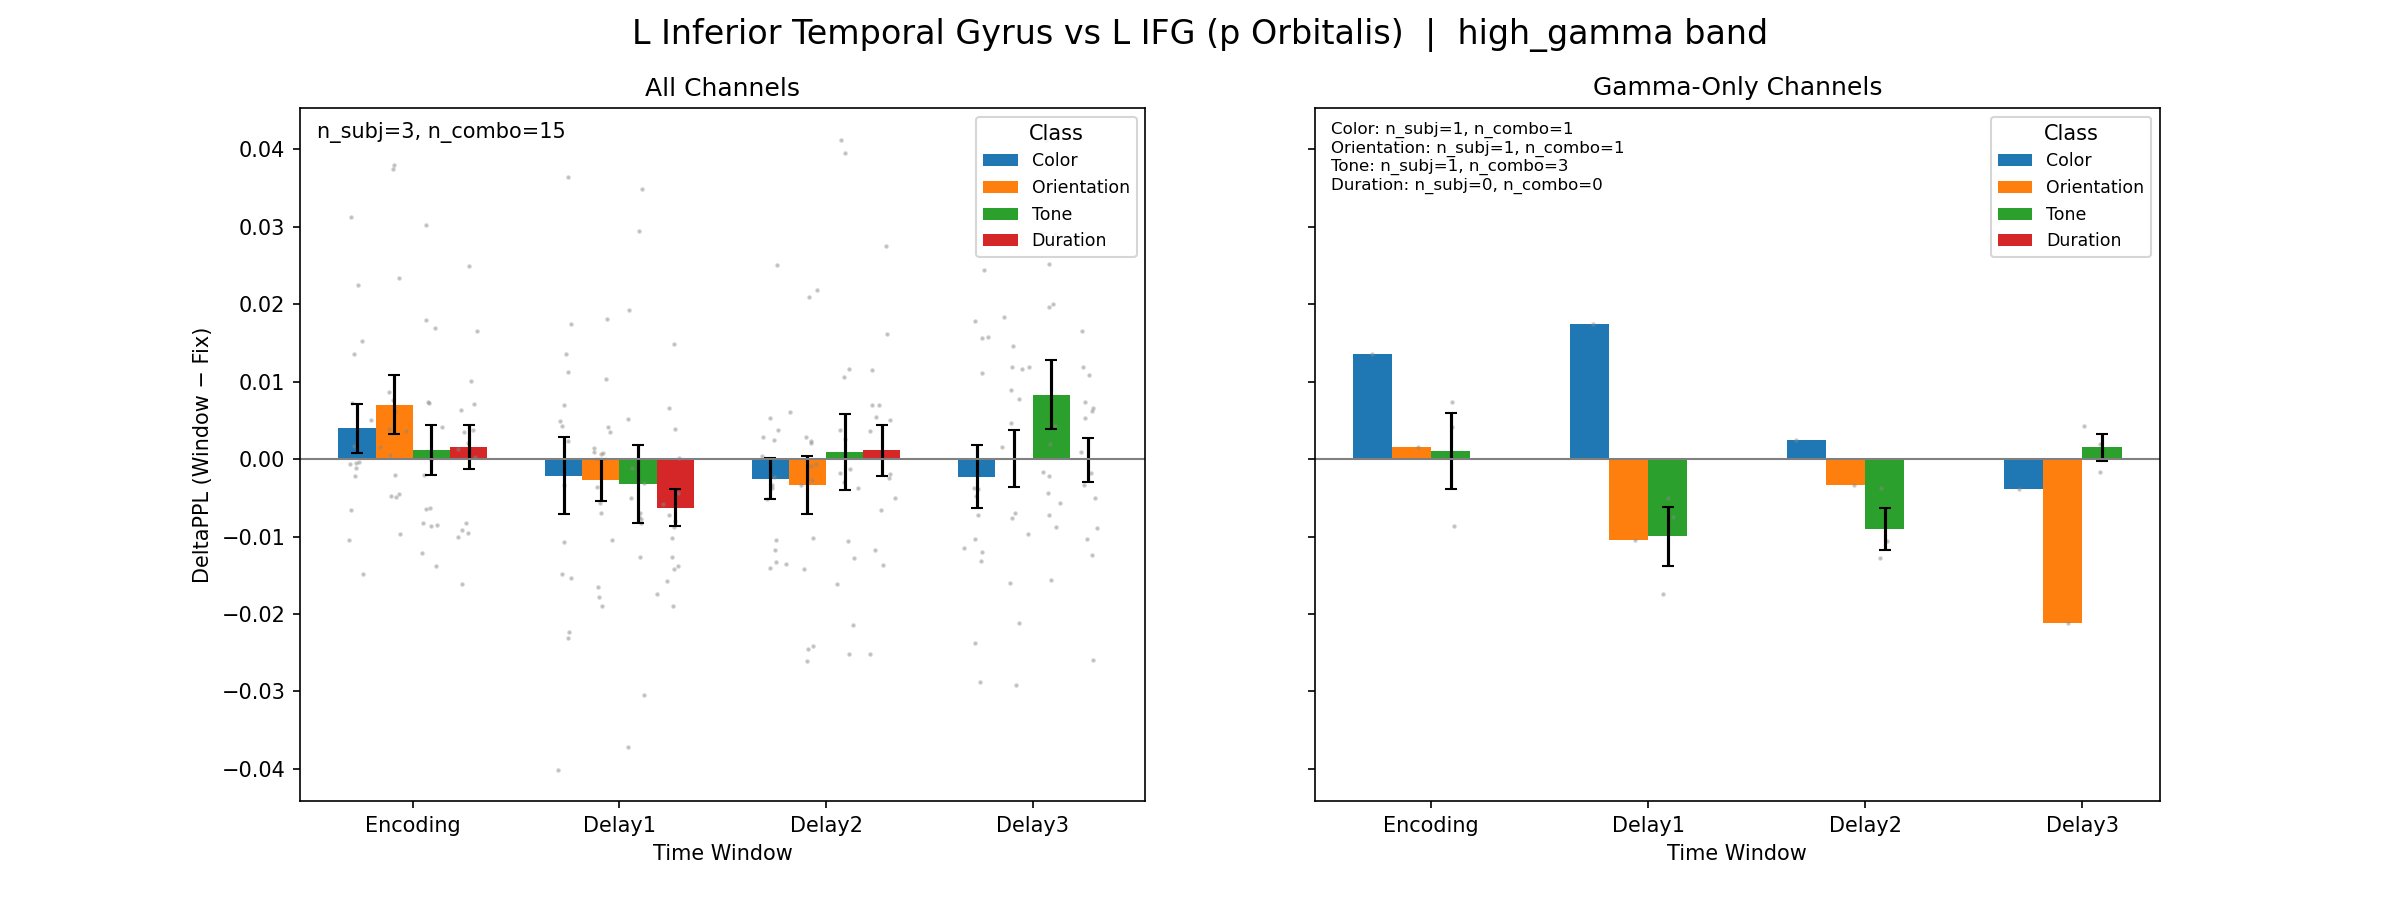 L Inferior Temporal Gyrus vs L IFG (p Orbitalis)  |  high_gamma band
All Channels
n_subj=3, n_combo=15
Class
Color
Orientation
Tone
Duration
DeltaPPL (Window − Fix)
0.04
0.03
0.02
0.01
0.00
−0.01
−0.02
−0.03
−0.04
Encoding
Delay1
Delay2
Delay3
Time Window
Gamma-Only Channels
Color: n_subj=1, n_combo=1
Orientation: n_subj=1, n_combo=1
Tone: n_subj=1, n_combo=3
Duration: n_subj=0, n_combo=0
Class
Color
Orientation
Tone
Duration
Encoding
Delay1
Delay2
Delay3
Time Window